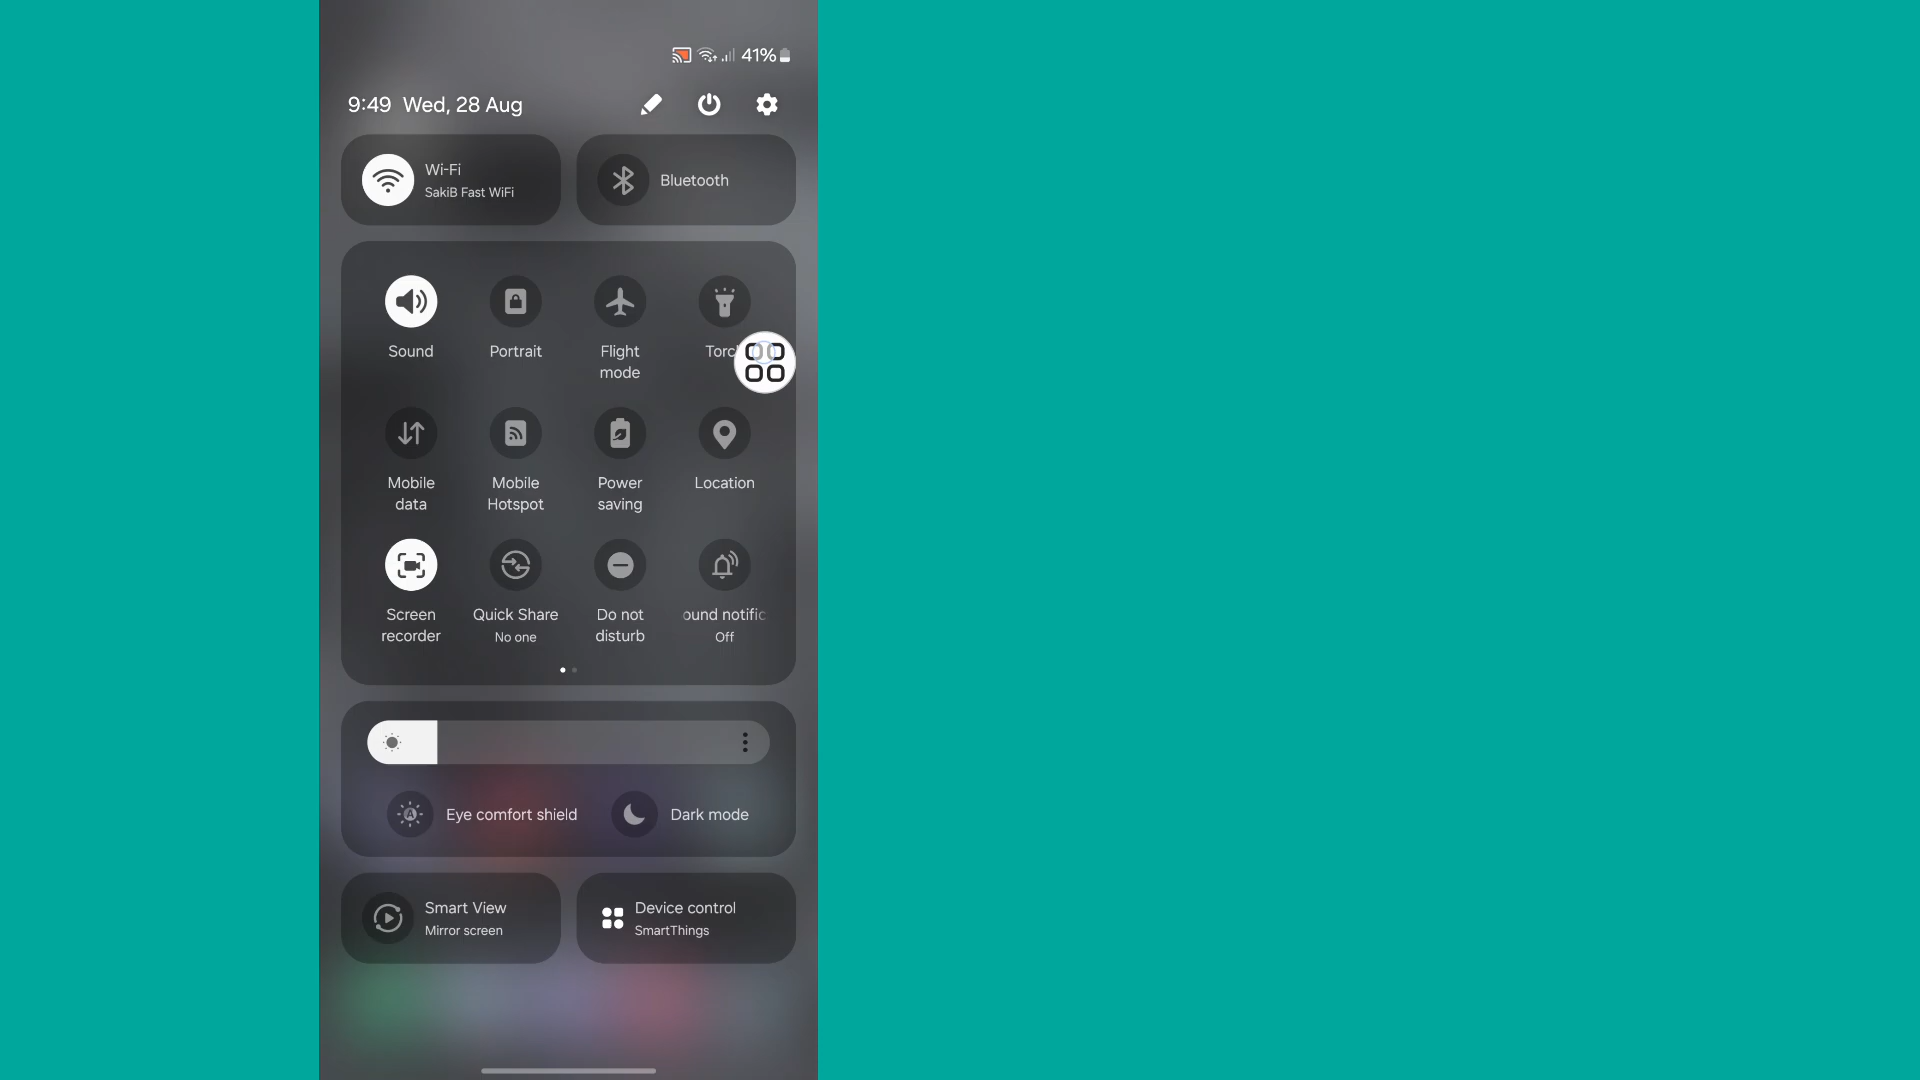 41%
9:49 Wed, 28 Aug
Wi-Fi
SakiB Fast WiFi
Bluetooth
Sound
Portrait
Flight
mode
Torc
Mobile
data
Mobile
Hotspot
Power
saving
Location
Screen
recorder
Quick Share
No one
Do not
disturb
ound notific
Off
Eye comfort shield
Dark mode
Smart View
Mirror screen
Device control
SmartThings